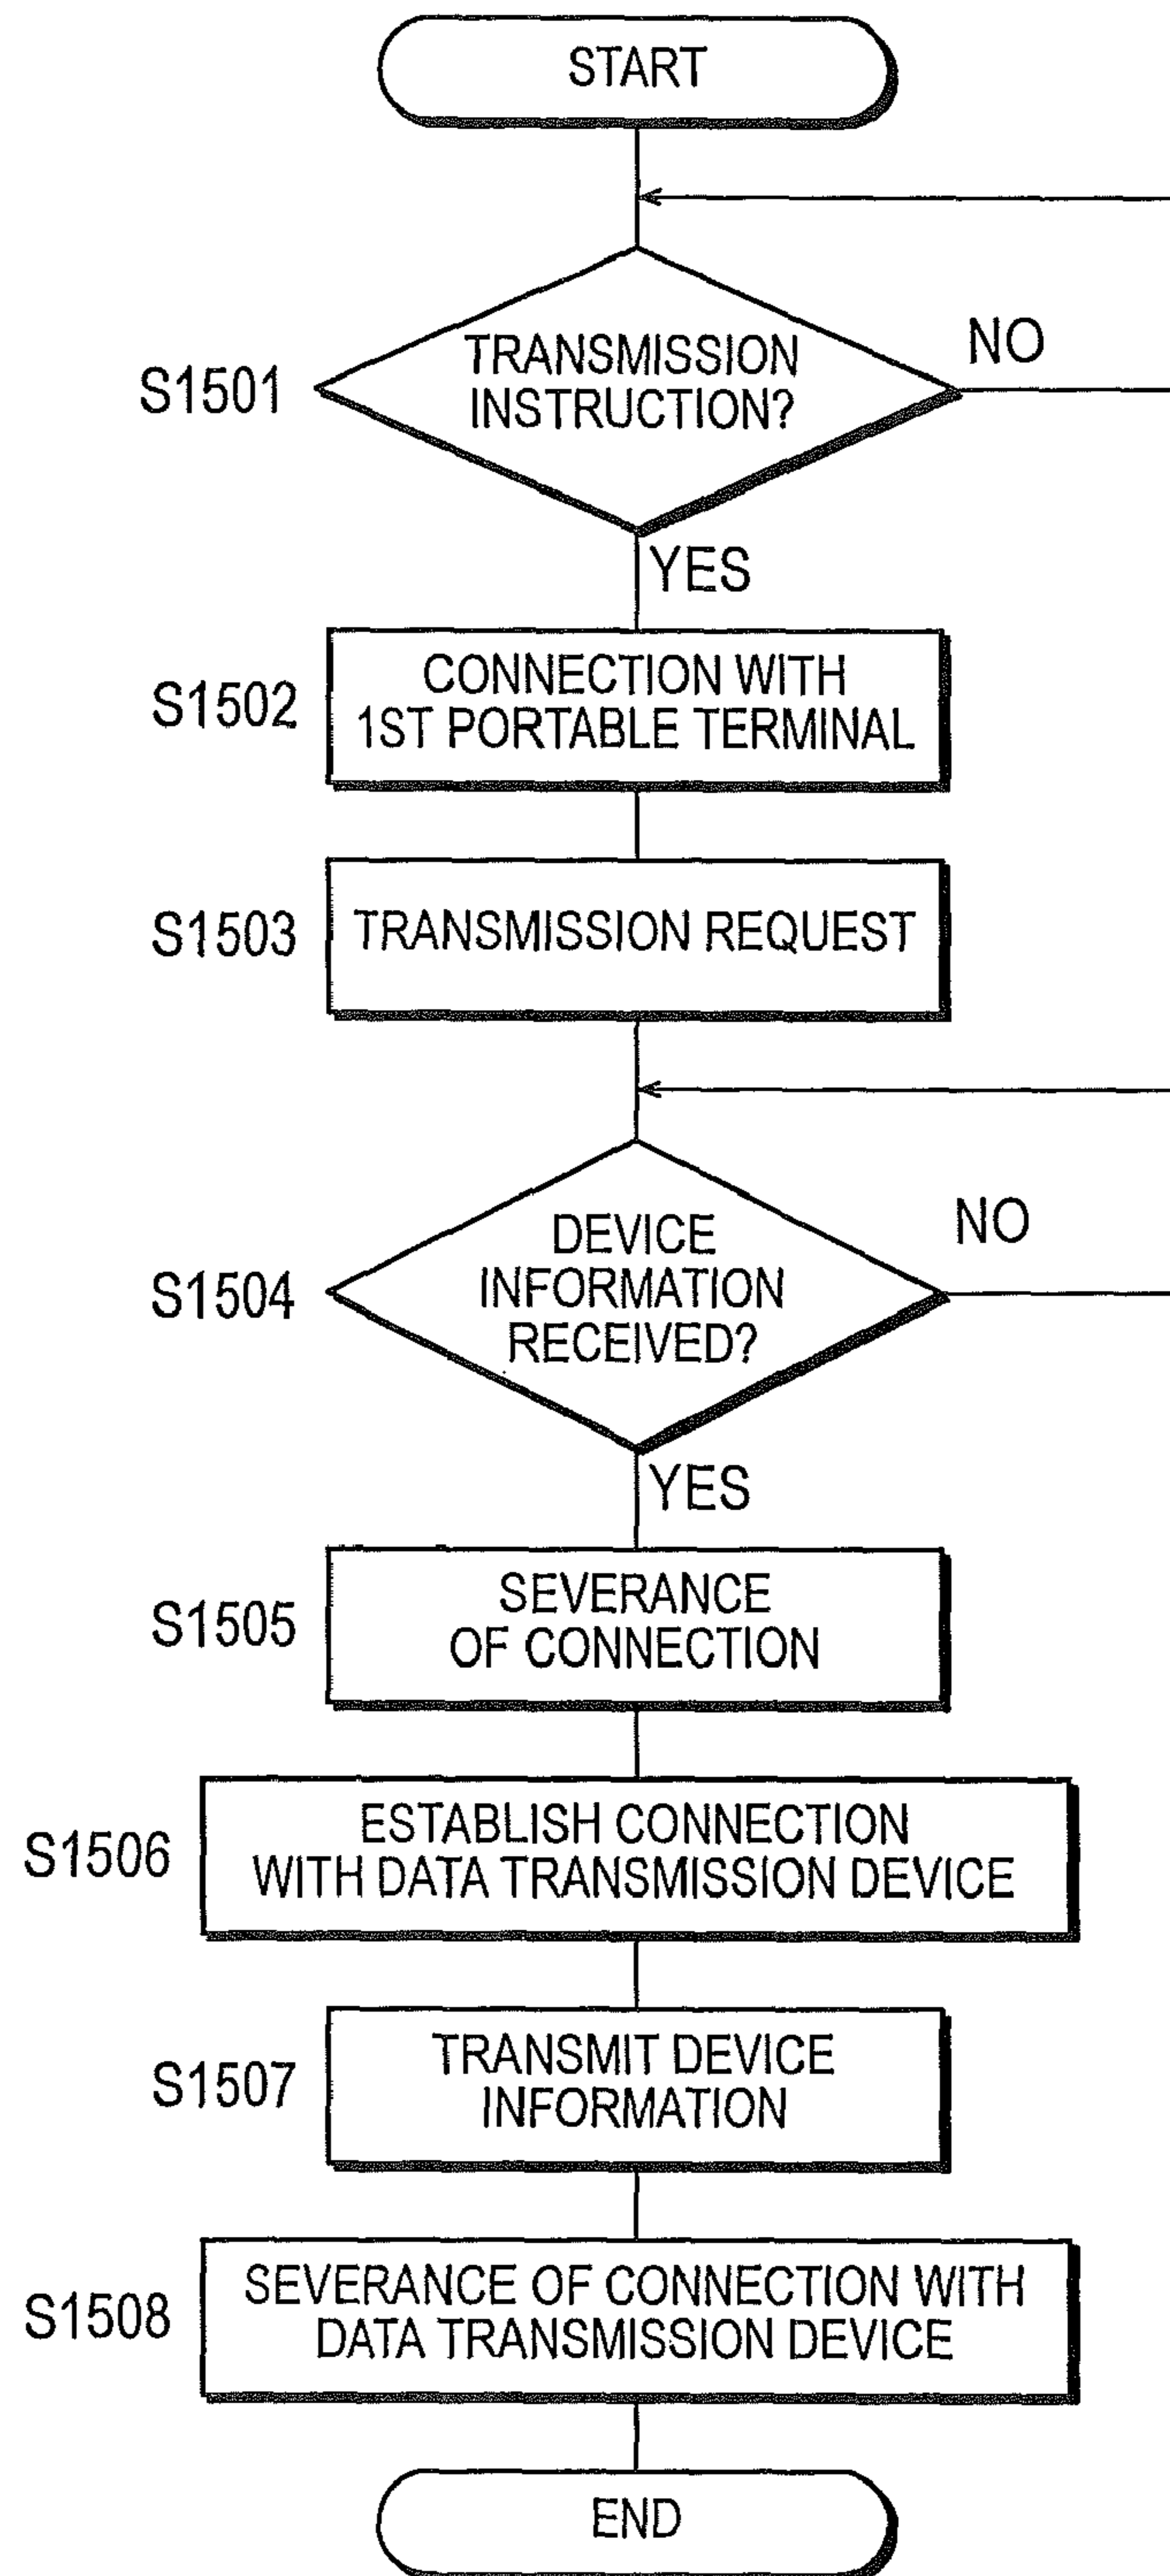 START
S1501
TRANSMISSION
INSTRUCTION?
NO
YES
S1502
CONNECTION WITH
1ST PORTABLE TERMINAL
S1503
TRANSMISSION REQUEST
S1504
DEVICE
INFORMATION
RECEIVED?
NO
YES
S1505
SEVERANCE
OF CONNECTION
S1506
ESTABLISH CONNECTION
WITH DATA TRANSMISSION DEVICE
S1507
TRANSMIT DEVICE
INFORMATION
S1508
SEVERANCE OF CONNECTION WITH
DATA TRANSMISSION DEVICE
END